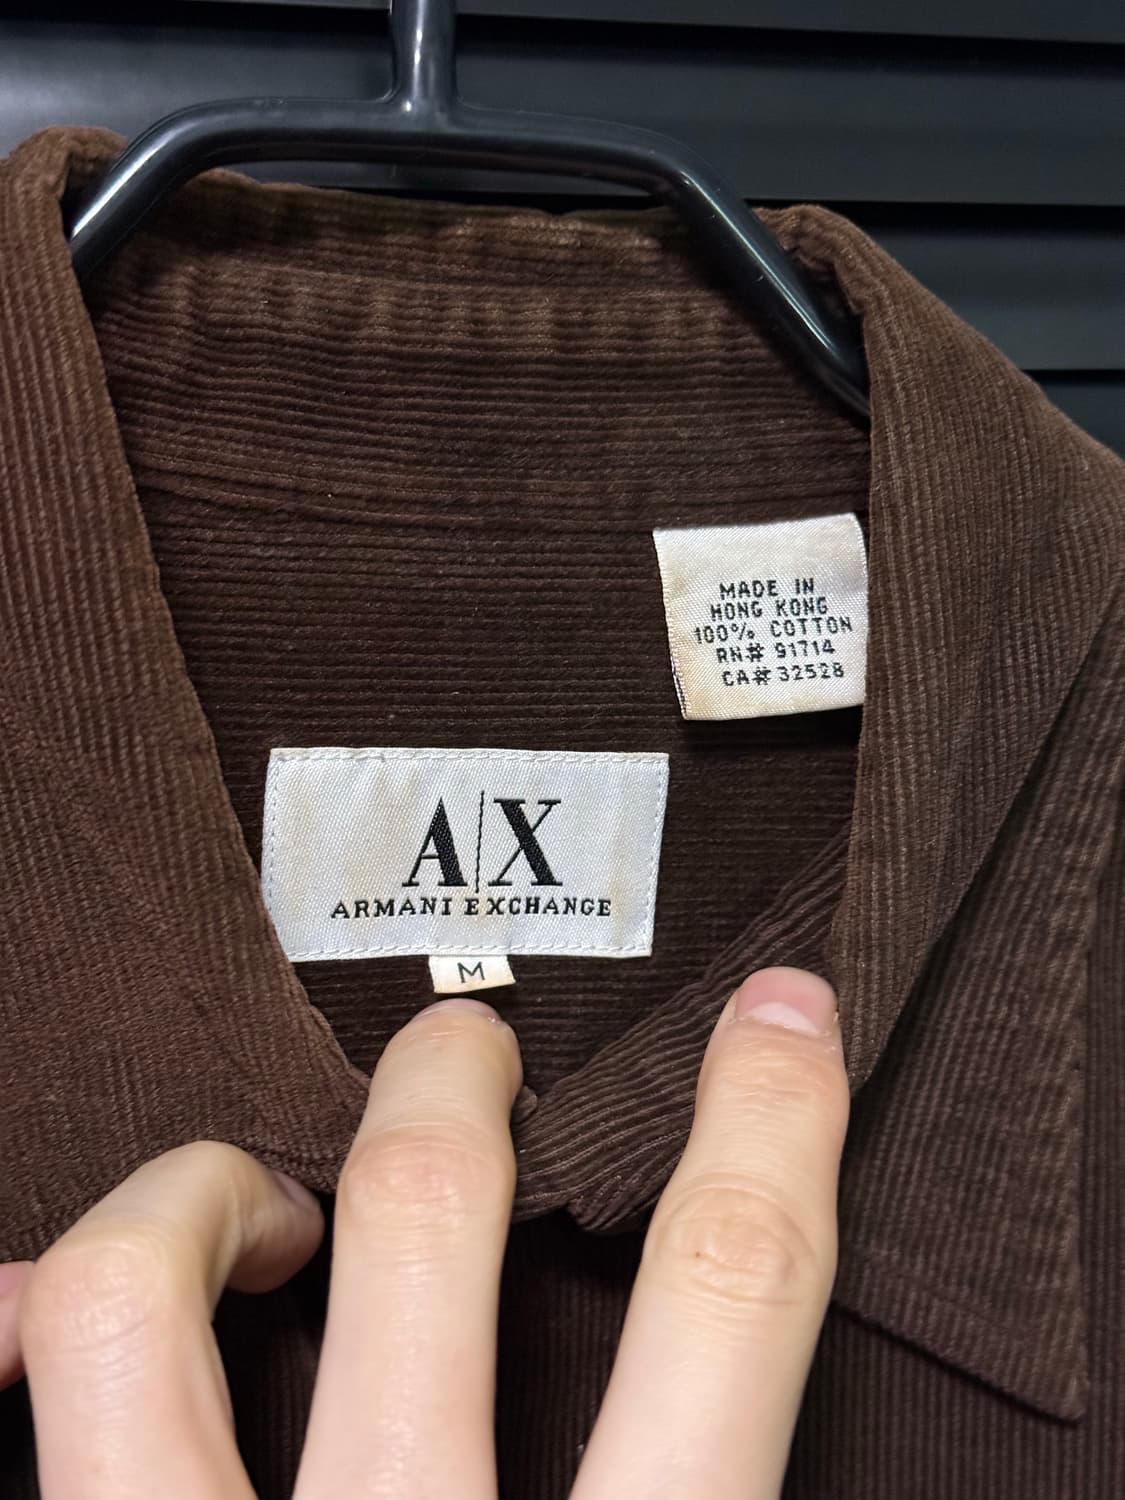 MADE IN
HONG KONG
100% COTTON
RN# 91714
CA# 32528
A|X
ARMANI EXCHANGE
M